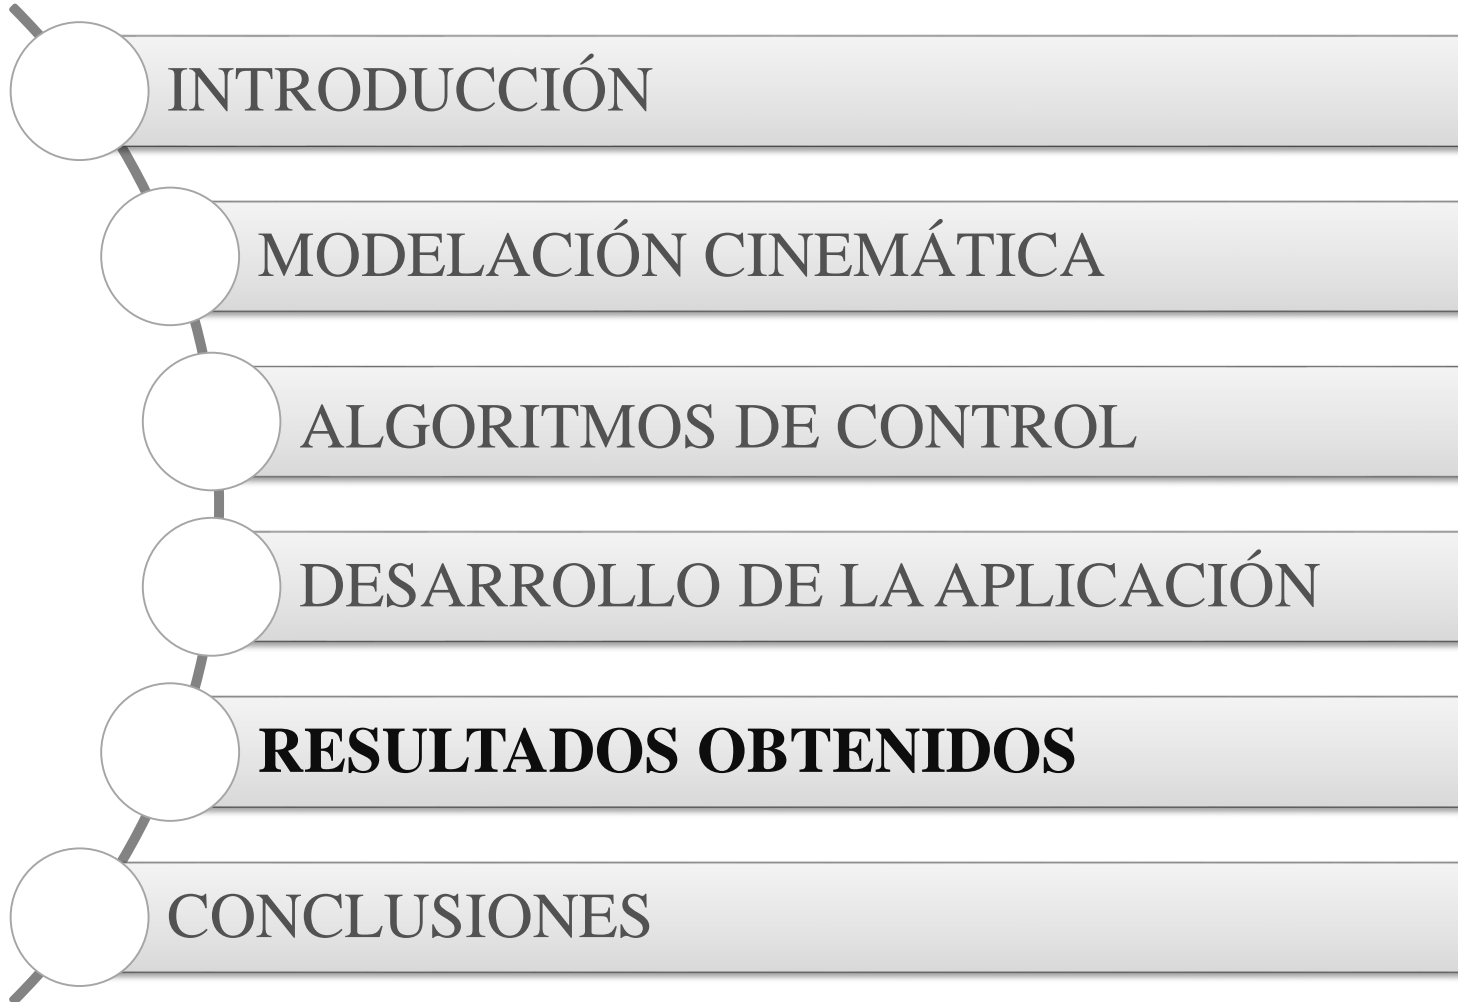 INTRODUCCIÓN
MODELACIÓN CINEMÁTICA
ALGORITMOS DE CONTROL
DESARROLLO DE LA APLICACIÓN
RESULTADOS OBTENIDOS
CONCLUSIONES